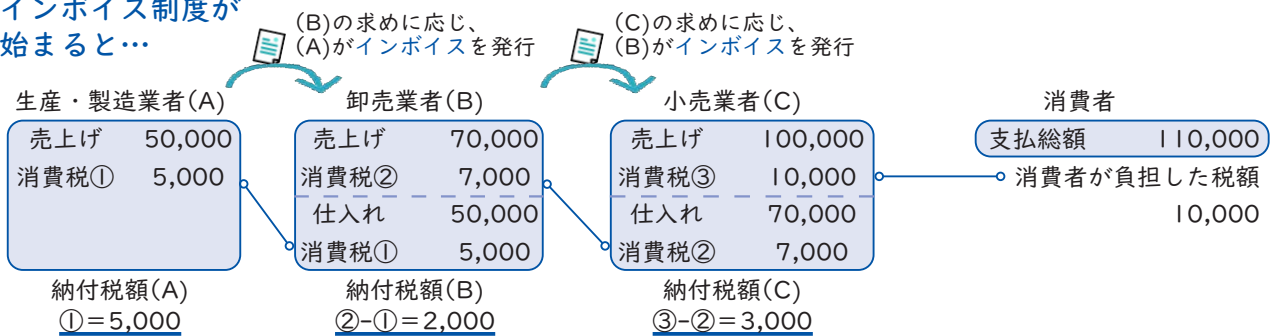 インボイス制度が
始まると…
(B)の求めに応じ、
(A)がインボイスを発行
(C)の求めに応じ、
(B)がインボイスを発行
生産・製造業者(A)
売上げ 50,000
消費税① 5,000
納付税額(A)
①=5,000
卸売業者(B)
売上げ 70,000
消費税② 7,000
仕入れ 50,000
消費税① 5,000
納付税額(B)
②-①=2,000
小売業者(C)
売上げ 100,000
消費税③ 10,000
仕入れ 70,000
消費税② 7,000
納付税額(C)
③-②=3,000
消費者
支払総額 110,000
消費者が負担した税額
10,000